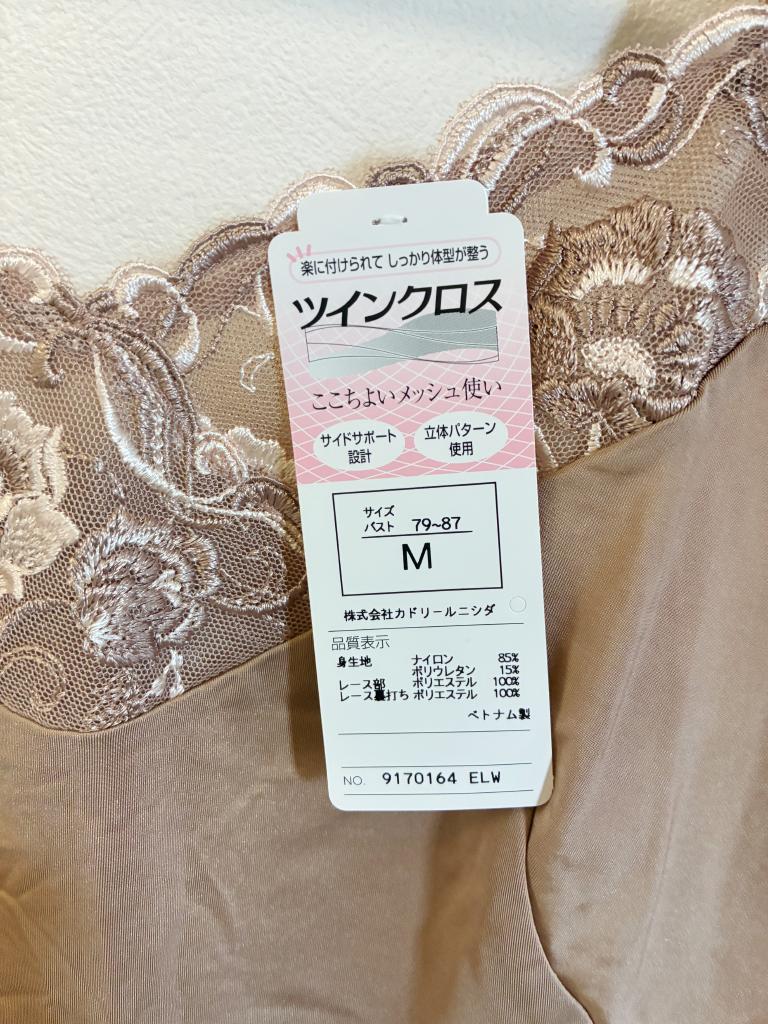 楽に付けられて しっかり体型が整う
ツインクロス
ここちよいメッシュ使い
サイドサポート
設計
立体パターン
使用
サイズ
バスト 79~87
M
株式会社カドリールニシダ
品質表示
身生地 ナイロン 85%
ポリウレタン 15%
レース部 ポリエステル 100%
レース裏打ち ポリエステル 100%
ベトナム製
NO. 9170164 ELW